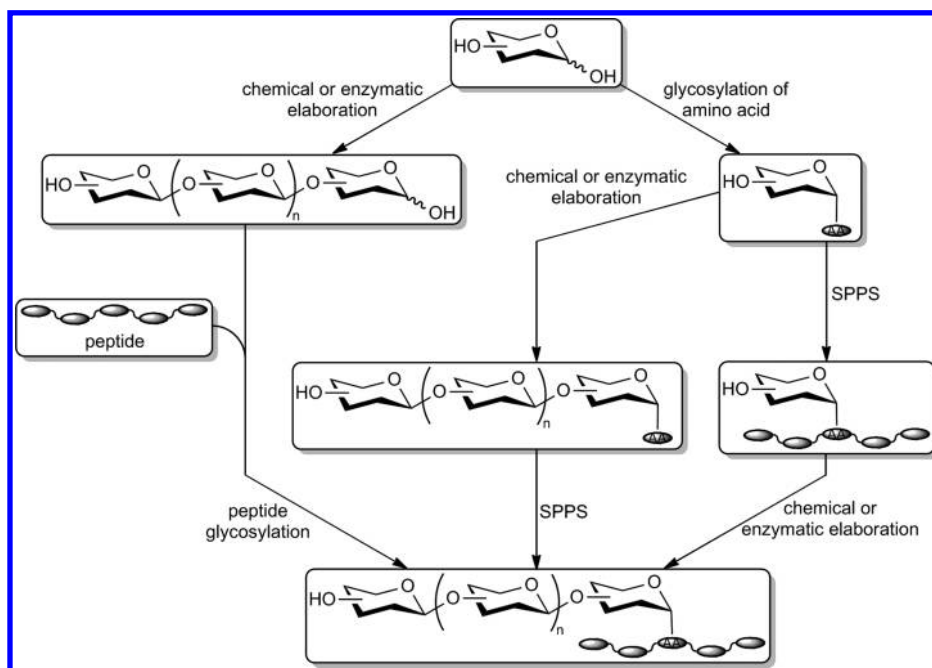 HO
O
OH
chemical or enzymatic
elaboration
glycosylation of
amino acid
HO
O
O
O
O
O
n
OH
chemical or enzymatic
elaboration
HO
O
AA
SPPS
peptide
HO
O
O
O
O
O
n
AA
HO
O
AA
peptide
glycosylation
SPPS
chemical or
enzymatic elaboration
HO
O
O
O
O
O
n
AA